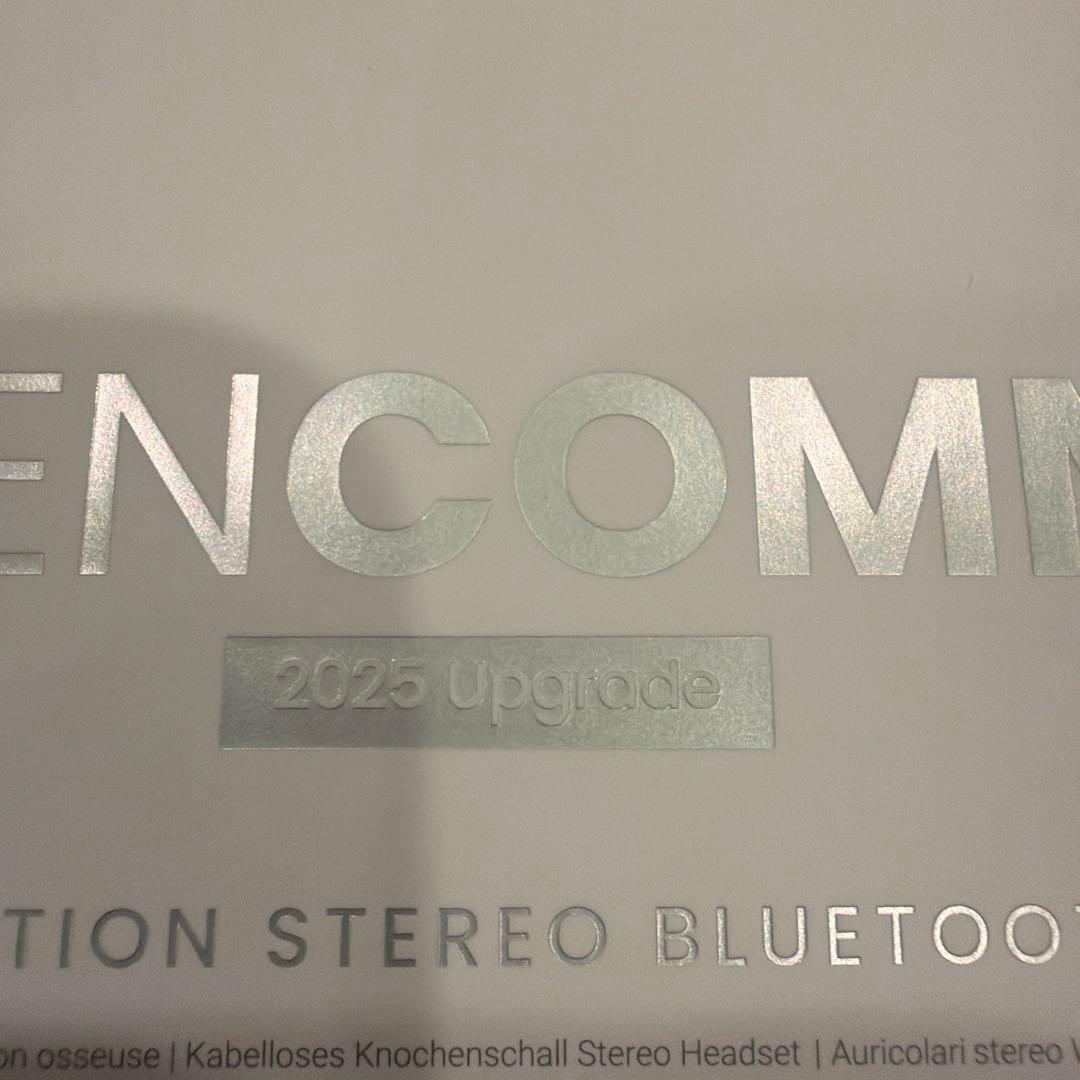 ENCOMM
2025 Upgrade
TION STEREO BLUETOOT
on osseuse | Kabelloses Knochenschall Stereo Headset | Auricolari stereo W